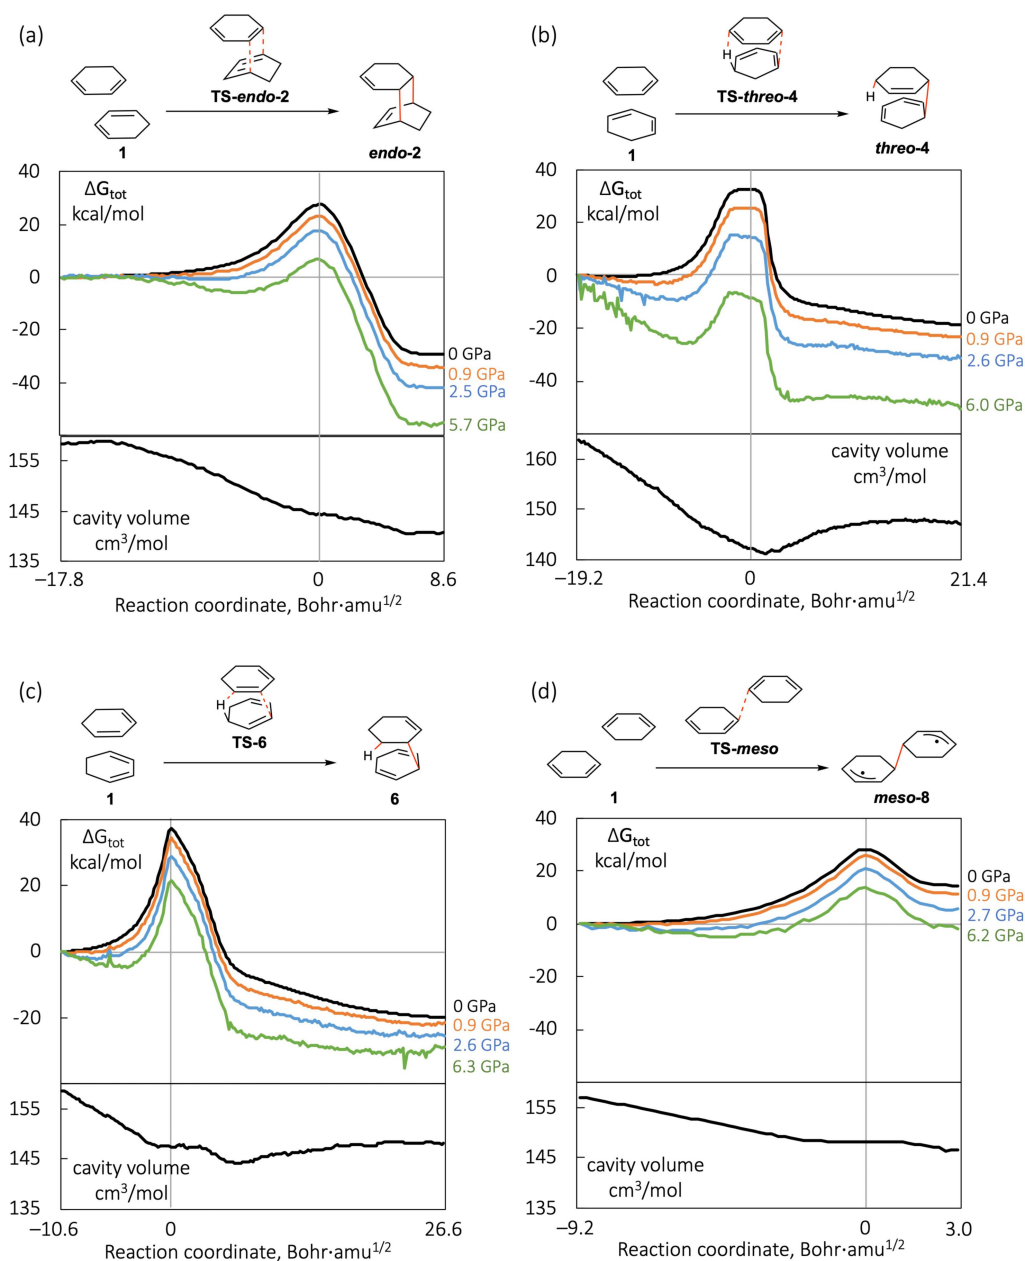 (a)
TS-endo-2
1
endo-2
40
20
0
-20
-40
ΔGtot
kcal/mol
0 GPa
0.9 GPa
2.5 GPa
5.7 GPa
155
145
135
cavity volume
cm³/mol
−17.8 0 8.6
Reaction coordinate, Bohr·amu¹/²
(b)
H
TS-threo-4
1
H
threo-4
40
20
0
-20
-40
ΔGtot
kcal/mol
0 GPa
0.9 GPa
2.6 GPa
6.0 GPa
160
150
140
cavity volume
cm³/mol
−19.2 0 21.4
Reaction coordinate, Bohr·amu¹/²
(c)
H
TS-6
1
H
6
40
20
0
-20
ΔGtot
kcal/mol
0 GPa
0.9 GPa
2.6 GPa
6.3 GPa
155
145
135
cavity volume
cm³/mol
−10.6 0 26.6
Reaction coordinate, Bohr·amu¹/²
(d)
TS-meso
1
meso-8
40
20
0
-20
-40
ΔGtot
kcal/mol
0 GPa
0.9 GPa
2.7 GPa
6.2 GPa
155
145
135
cavity volume
cm³/mol
−9.2 0 3.0
Reaction coordinate, Bohr·amu¹/²